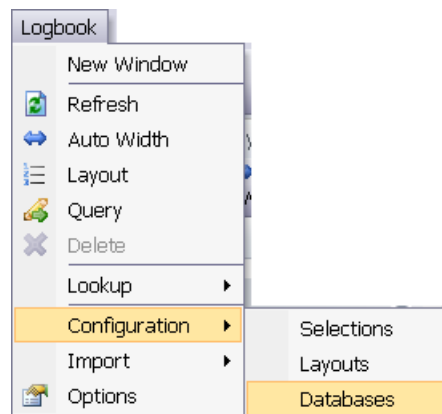 Logbook
New Window
Refresh
Auto Width
Layout
Query
Delete
Lookup
Configuration
Selections
Import
Layouts
Options
Databases